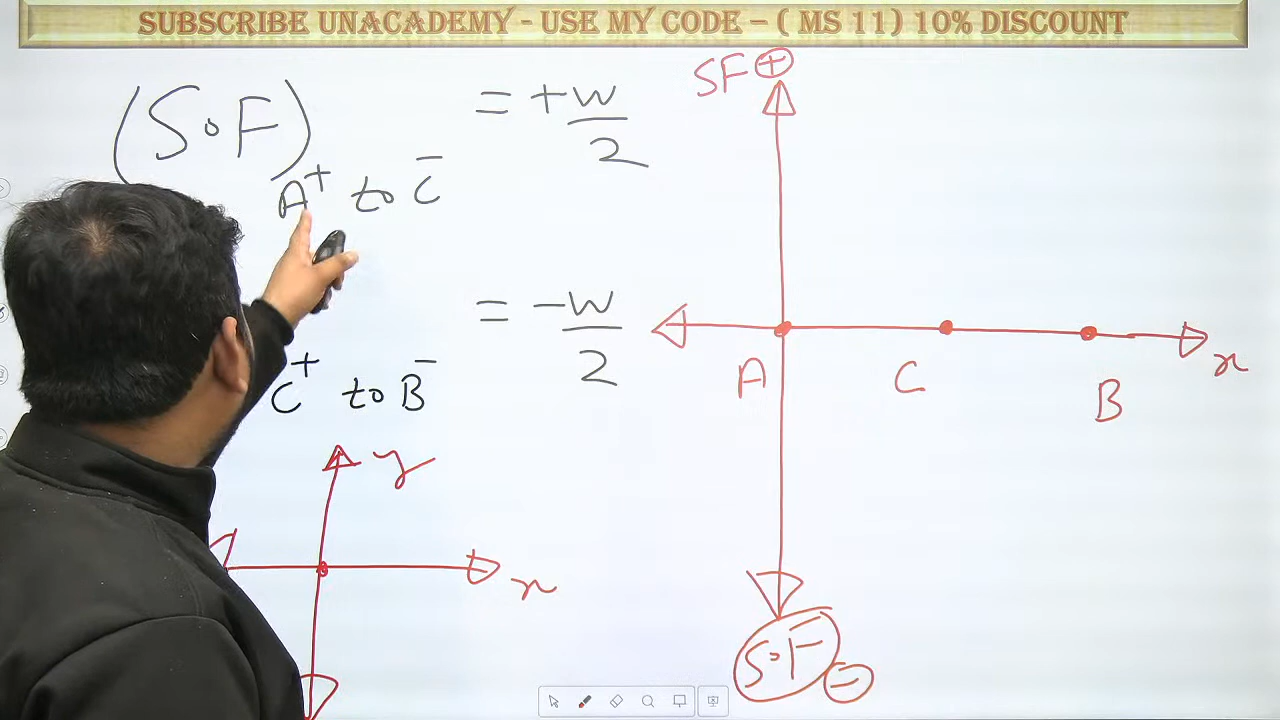 SUBSCRIBE UNACADEMY - USE MY CODE – ( MS 11) 10% DISCOUNT
(S.F) A⁺ to C⁻ = +W/2
C⁺ to B⁻ = -W/2
y
x
SF +
A
C
B
x
S.F -